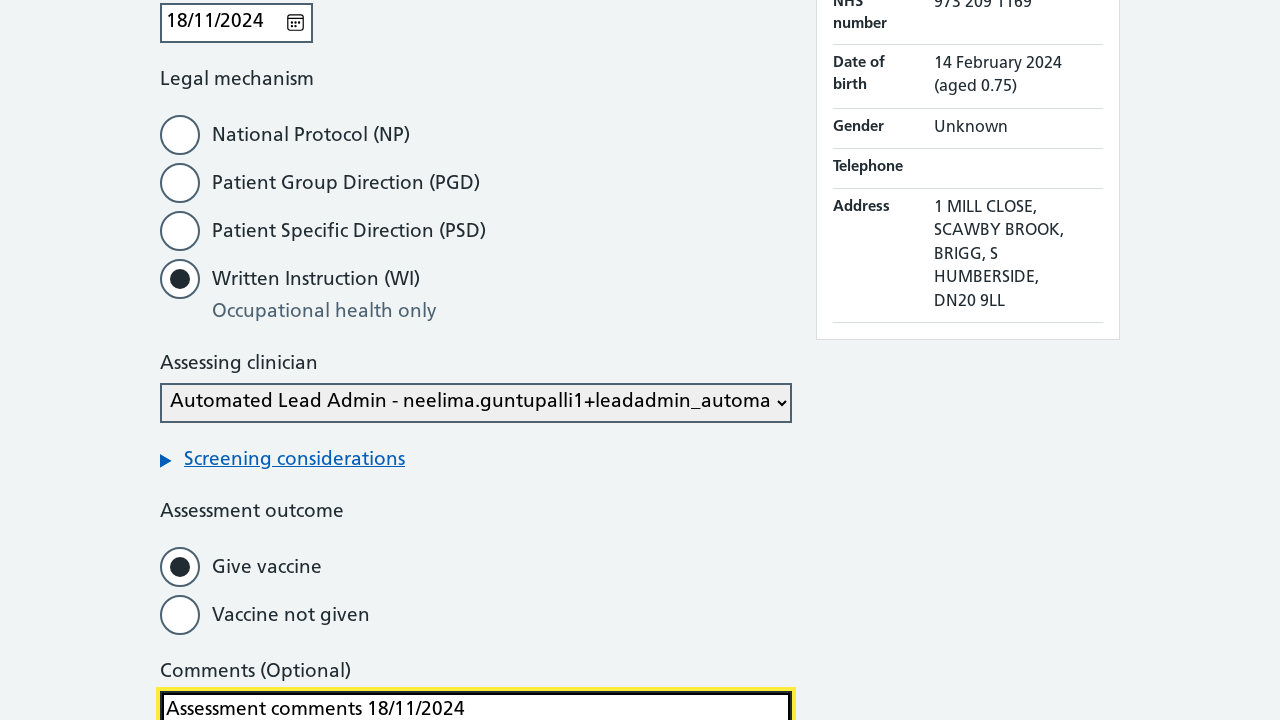 18/11/2024
Legal mechanism
National Protocol (NP)
Patient Group Direction (PGD)
Patient Specific Direction (PSD)
Written Instruction (WI)
Occupational health only
Assessing clinician
Automated Lead Admin - neelima.guntupalli1+leadadmin_automa
Screening considerations
Assessment outcome
Give vaccine
Vaccine not given
Comments (Optional)
Assessment comments 18/11/2024
NHS 973 209 1169
number
Date of 14 February 2024
birth (aged 0.75)
Gender Unknown
Telephone
Address 1 MILL CLOSE,
SCAWBY BROOK,
BRIGG, S
HUMBERSIDE,
DN20 9LL